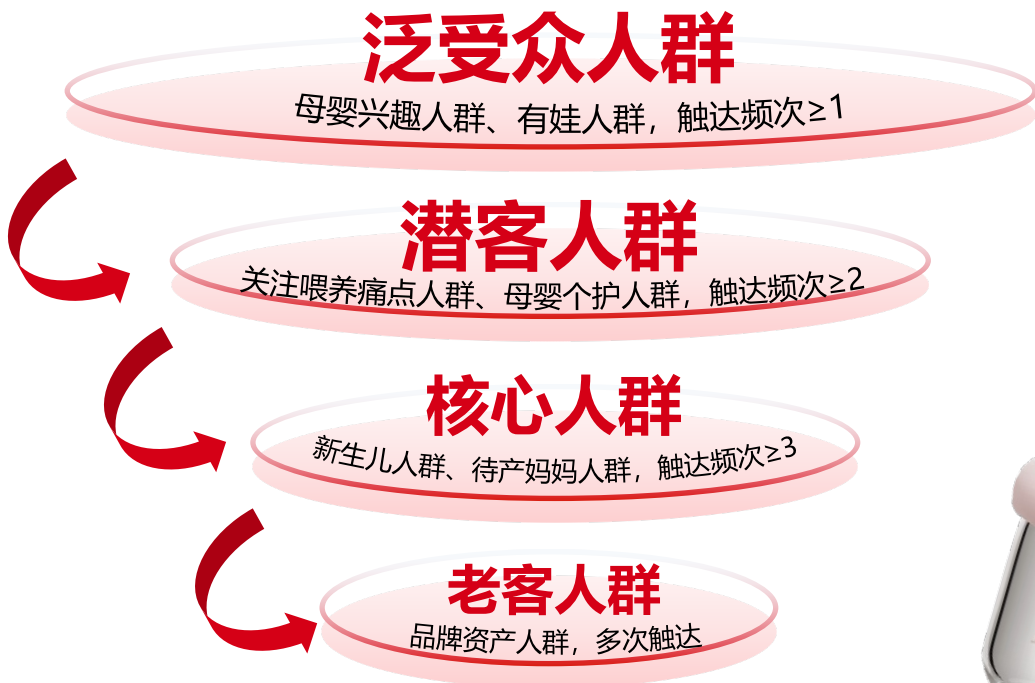 泛受众人群
母婴兴趣人群、有娃人群，触达频次≥1
潜客人群
关注喂养痛点人群、母婴个护人群，触达频次≥2
核心人群
新生儿人群、待产妈妈人群，触达频次≥3
老客人群
品牌资产人群，多次触达